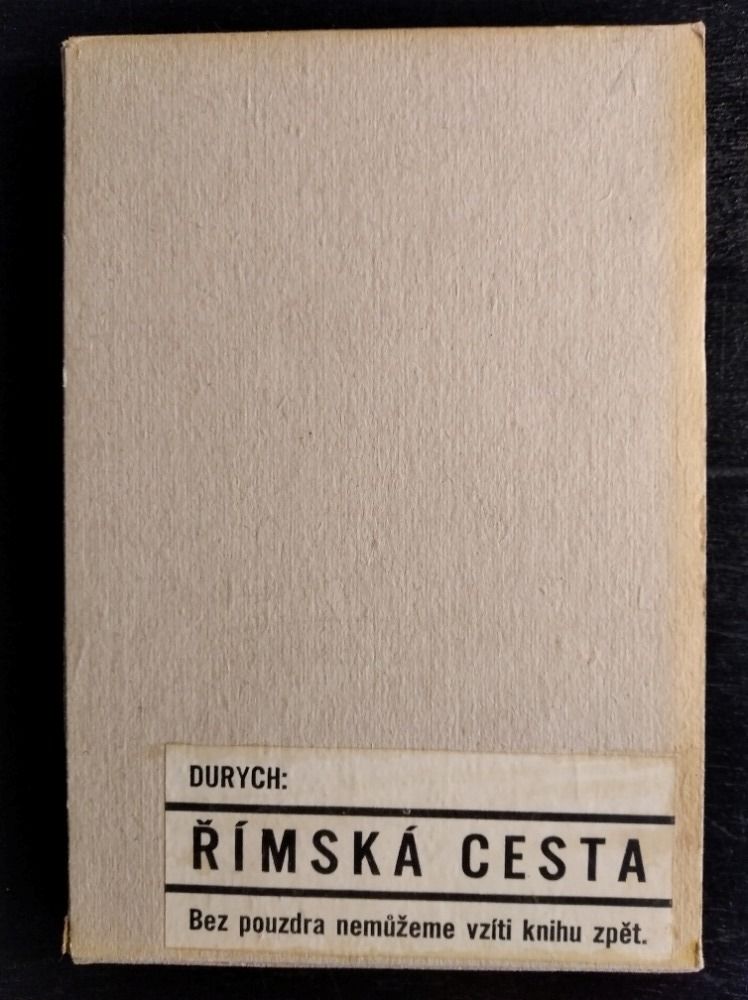 DURYCH:
ŘÍMSKÁ CESTA
Bez pouzdra nemůžeme vzíti knihu zpět.